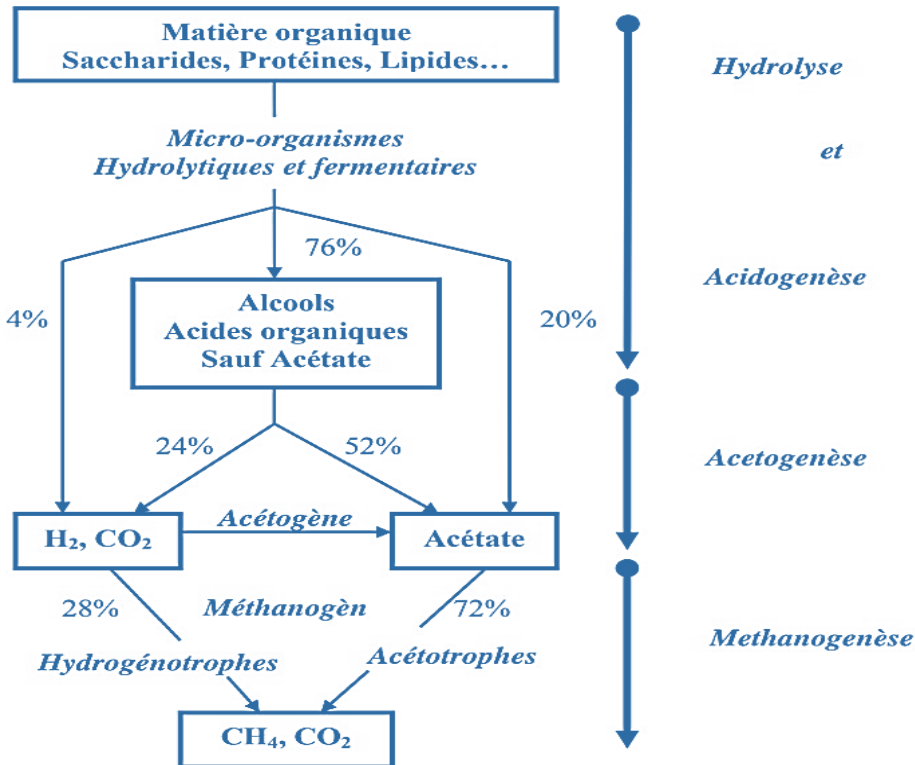 Matière organique
Saccharides, Protéines, Lipides…
Hydrolyse
Micro-organismes
Hydrolytiques et fermentaires
et
76%
4%
Alcools
Acides organiques
Sauf Acétate
20%
Acidogenèse
24%
52%
Acetogenèse
H₂, CO₂
Acétogène
Acétate
28%
Méthanogèn
72%
Hydrogénotrophes
Acétotrophes
Methanogenèse
CH₄, CO₂